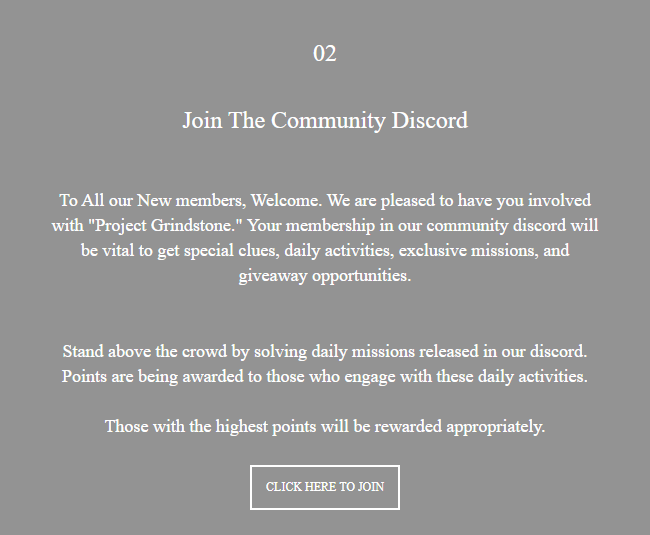 02
Join The Community Discord
To All our New members, Welcome. We are pleased to have you involved
with "Project Grindstone." Your membership in our community discord will
be vital to get special clues, daily activities, exclusive missions, and
giveaway opportunities.
Stand above the crowd by solving daily missions released in our discord.
Points are being awarded to those who engage with these daily activities.
Those with the highest points will be rewarded appropriately.
CLICK HERE TO JOIN